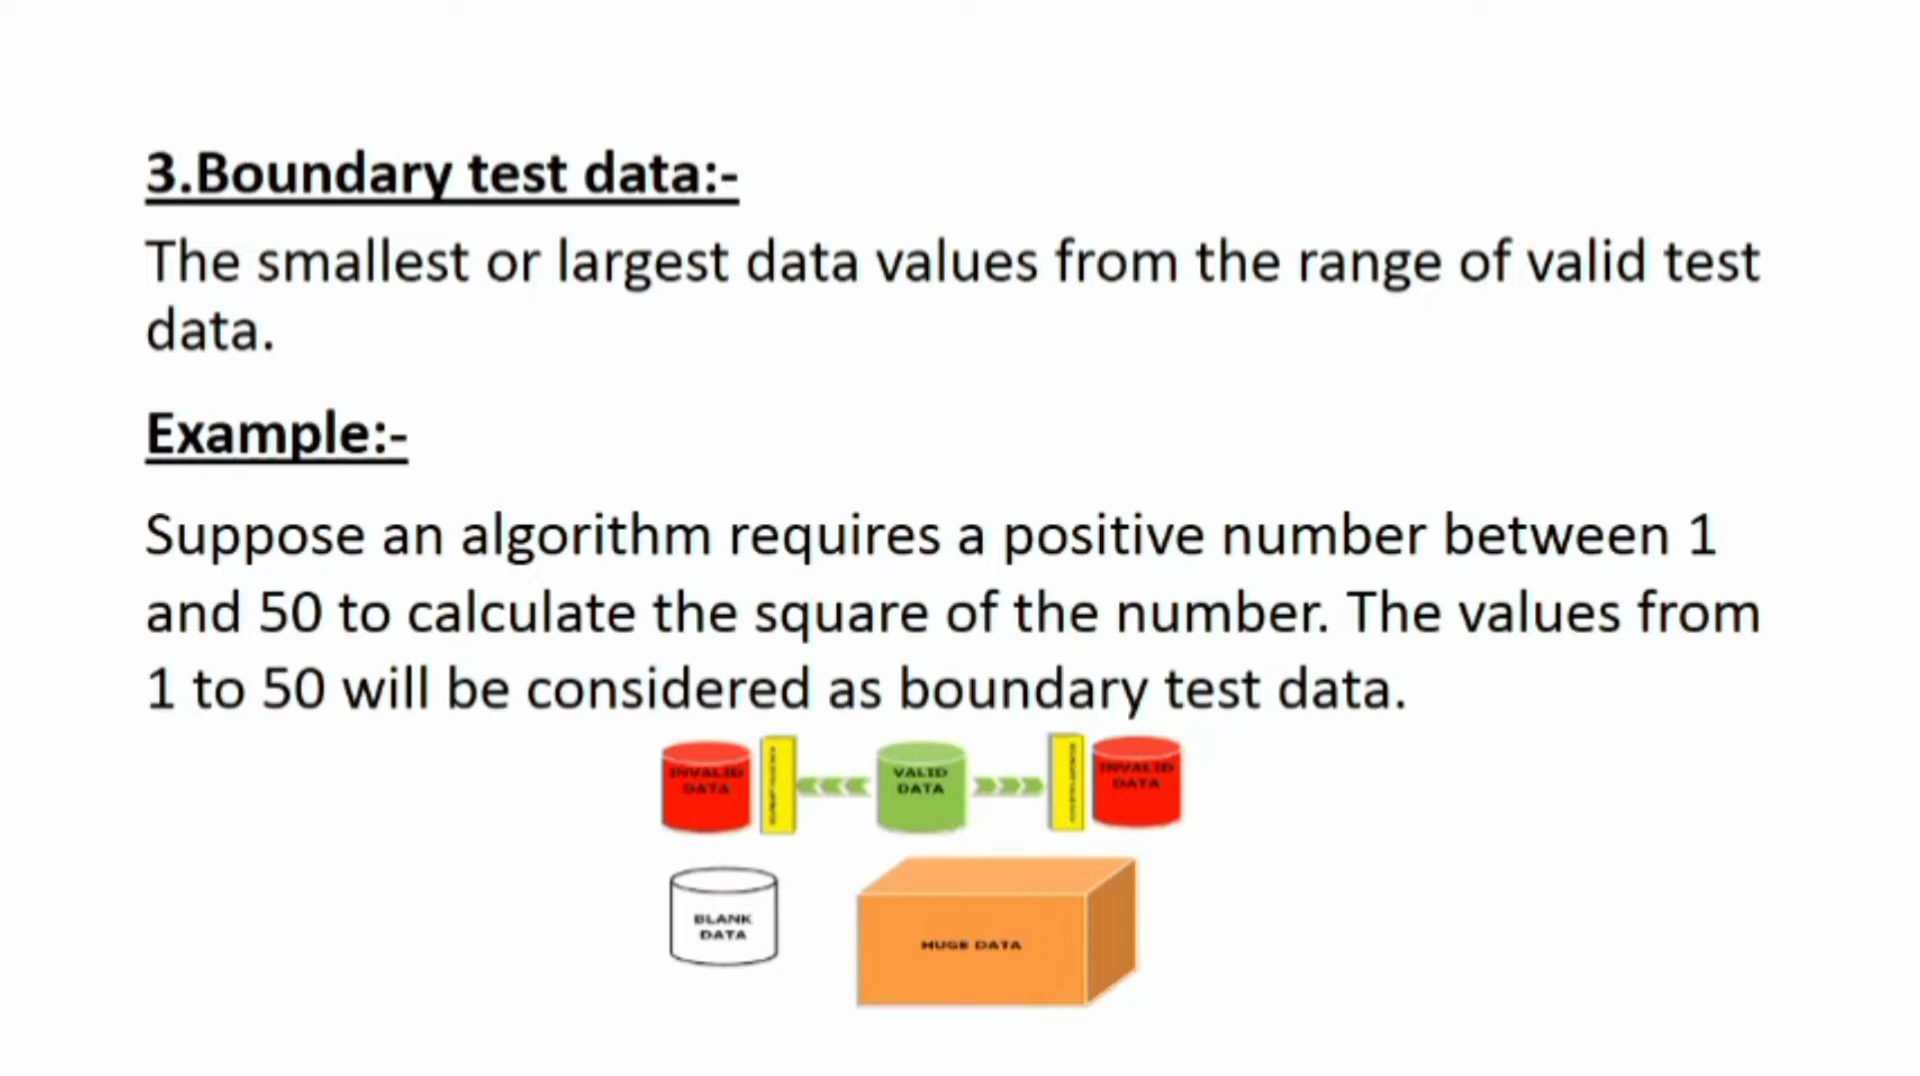 3.Boundary test data:-
The smallest or largest data values from the range of valid test
data.
Example:-
Suppose an algorithm requires a positive number between 1
and 50 to calculate the square of the number. The values from
1 to 50 will be considered as boundary test data.
INVALID
DATA
VALID
DATA
INVALID
DATA
BLANK
DATA
HUGE DATA